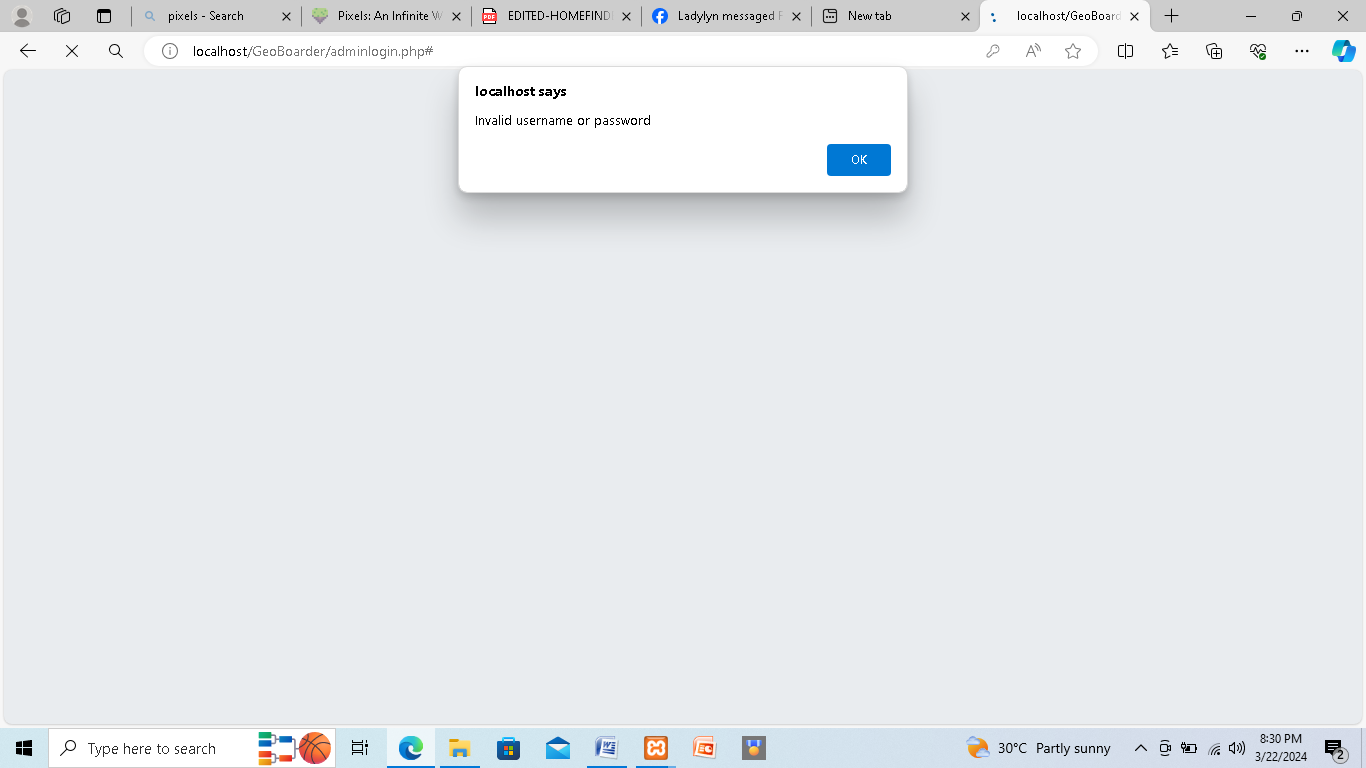 pixels - Search
Pixels: An Infinite W
EDITED-HOMEFIND
Ladylyn messaged
New tab
localhost/GeoBoard
localhost/GeoBoarder/adminlogin.php#
localhost says
Invalid username or password
OK
Type here to search
30°C Partly sunny
8:30 PM
3/22/2024
2